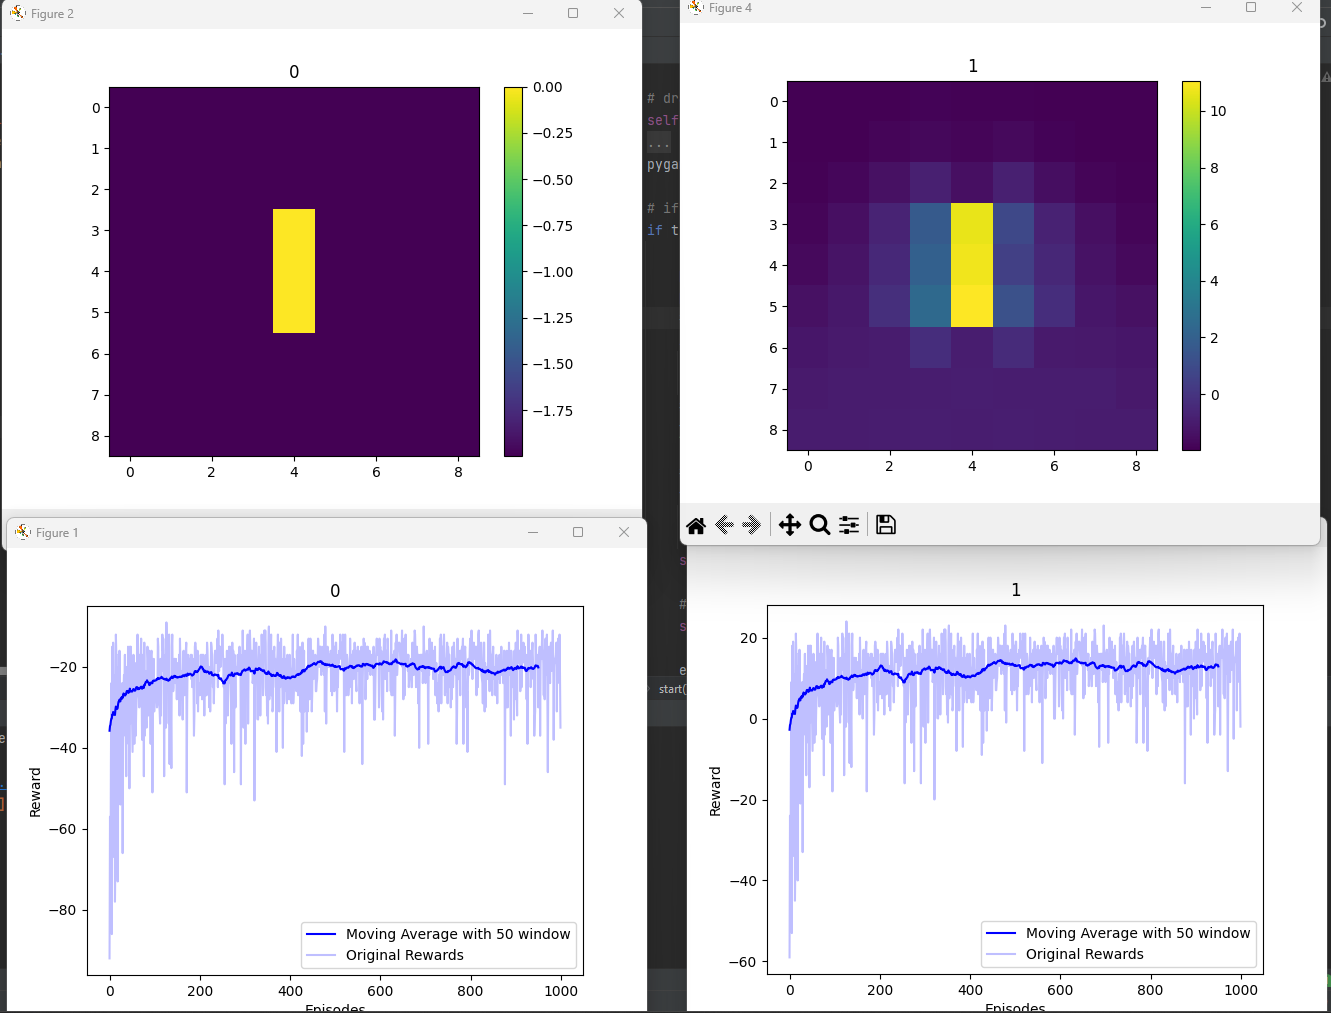 Figure 2
0
0.00
0
−0.25
1
−0.50
2
−0.75
3
−1.00
4
−1.25
5
−1.50
6
−1.75
7
8
0 2 4 6 8
# dr
self
...
pyga
# if
if t
Figure 4
1
0
10
1
8
2
6
3
4
4
2
5
0
6
7
8
0 2 4 6 8
Figure 1
0
−20
−40
−60
−80
Reward
Moving Average with 50 window
Original Rewards
0 200 400 600 800 1000
Episodes
s
#
s
e
start(
1
20
0
−20
−40
−60
Reward
Moving Average with 50 window
Original Rewards
0 200 400 600 800 1000
Episodes